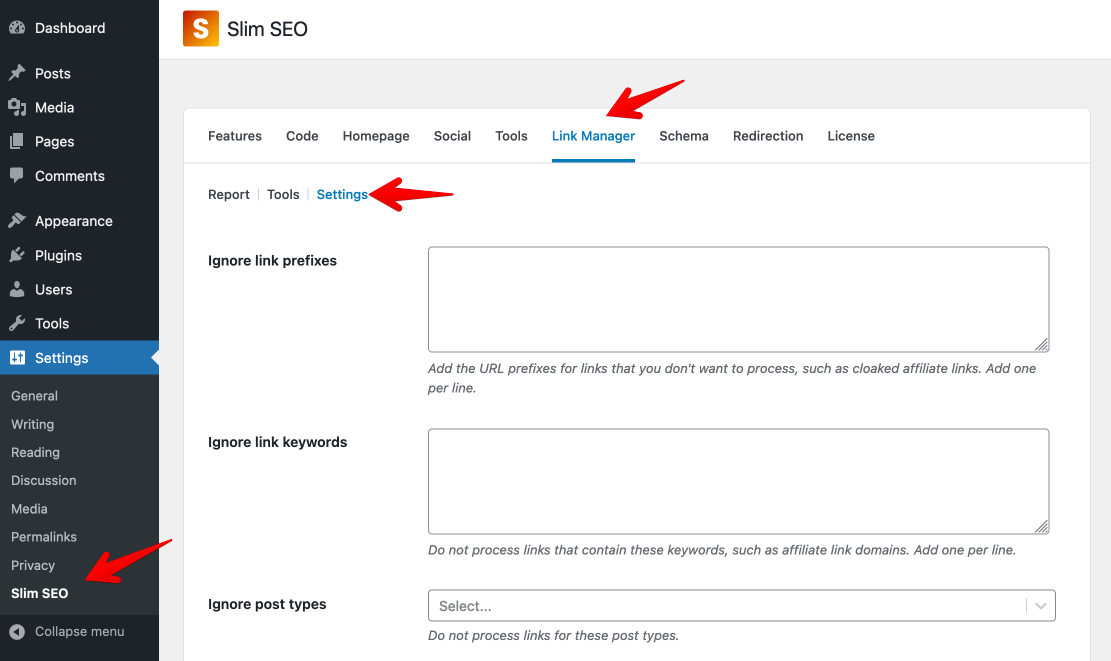 Dashboard
Posts
Media
Pages
Comments
Appearance
Plugins
Users
Tools
Settings
General
Writing
Reading
Discussion
Media
Permalinks
Privacy
Slim SEO
Collapse menu
S Slim SEO
Features Code Homepage Social Tools Link Manager Schema Redirection License
Report Tools Settings
Ignore link prefixes
Add the URL prefixes for links that you don't want to process, such as cloaked affiliate links. Add one
per line.
Ignore link keywords
Do not process links that contain these keywords, such as affiliate link domains. Add one per line.
Ignore post types
Select...
Do not process links for these post types.